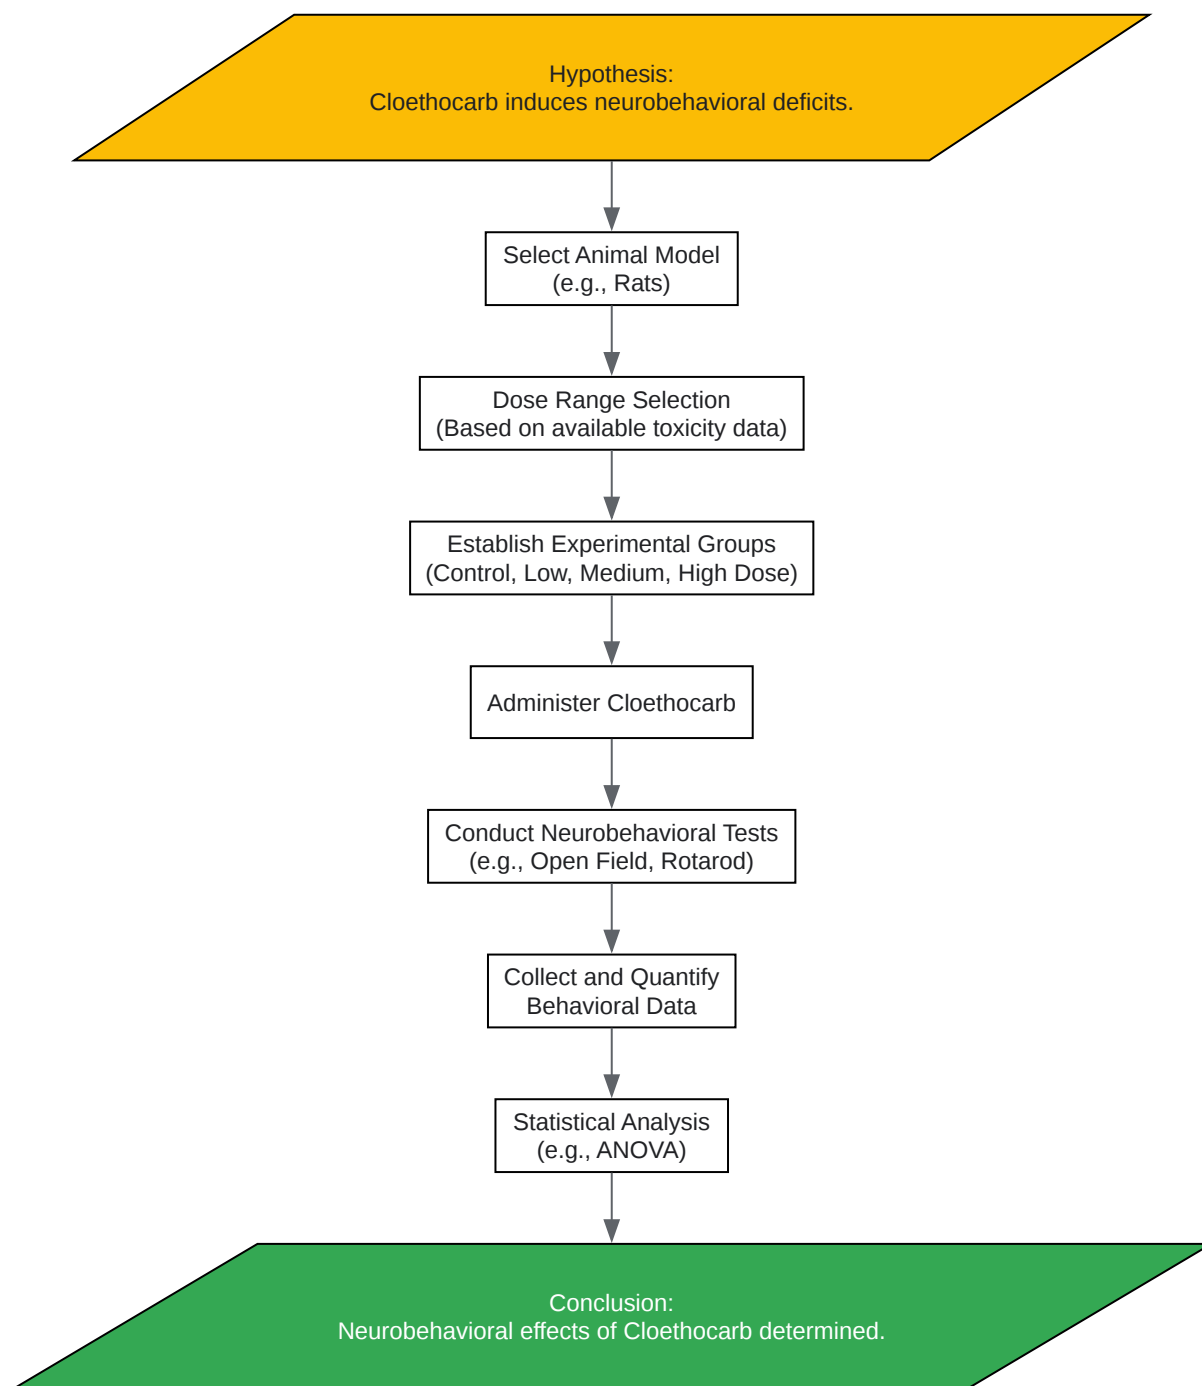 Hypothesis:
Cloethocarb induces neurobehavioral deficits.
Select Animal Model
(e.g., Rats)
Dose Range Selection
(Based on available toxicity data)
Establish Experimental Groups
(Control, Low, Medium, High Dose)
Administer Cloethocarb
Conduct Neurobehavioral Tests
(e.g., Open Field, Rotarod)
Collect and Quantify
Behavioral Data
Statistical Analysis
(e.g., ANOVA)
Conclusion:
Neurobehavioral effects of Cloethocarb determined.